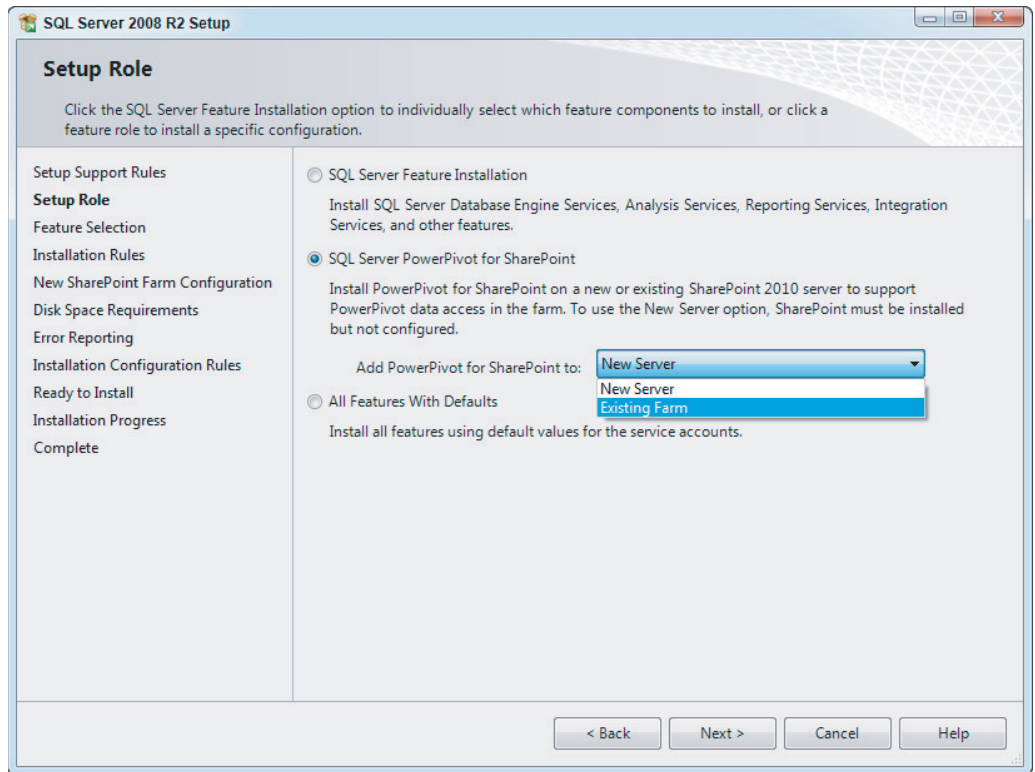 SQL Server 2008 R2 Setup
Setup Role
Click the SQL Server Feature Installation option to individually select which feature components to install, or click a
feature role to install a specific configuration.
Setup Support Rules
Setup Role
Feature Selection
Installation Rules
New SharePoint Farm Configuration
Disk Space Requirements
Error Reporting
Installation Configuration Rules
Ready to Install
Installation Progress
Complete
SQL Server Feature Installation
Install SQL Server Database Engine Services, Analysis Services, Reporting Services, Integration
Services, and other features.
SQL Server PowerPivot for SharePoint
Install PowerPivot for SharePoint on a new or existing SharePoint 2010 server to support
PowerPivot data access in the farm. To use the New Server option, SharePoint must be installed
but not configured.
Add PowerPivot for SharePoint to: New Server
New Server
Existing Farm
All Features With Defaults
Install all features using default values for the service accounts.
< Back Next > Cancel Help